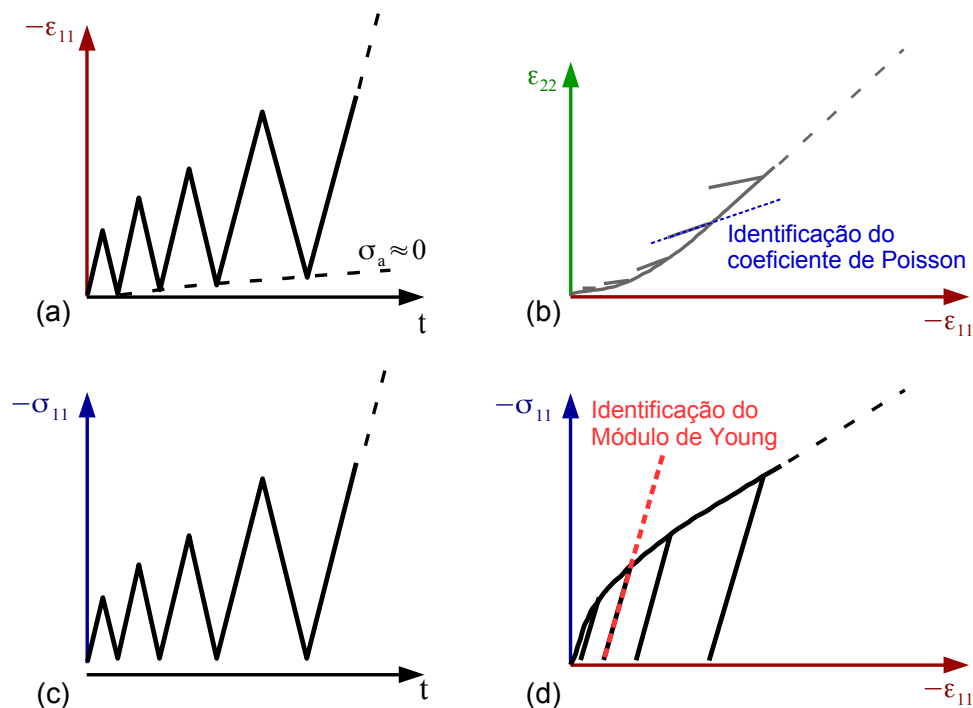 −ε₁₁
σₐ≈0
t
(a)
ε₂₂
Identificação do
coeficiente de Poisson
−ε₁₁
(b)
−σ₁₁
t
(c)
−σ₁₁
Identificação do
Módulo de Young
−ε₁₁
(d)